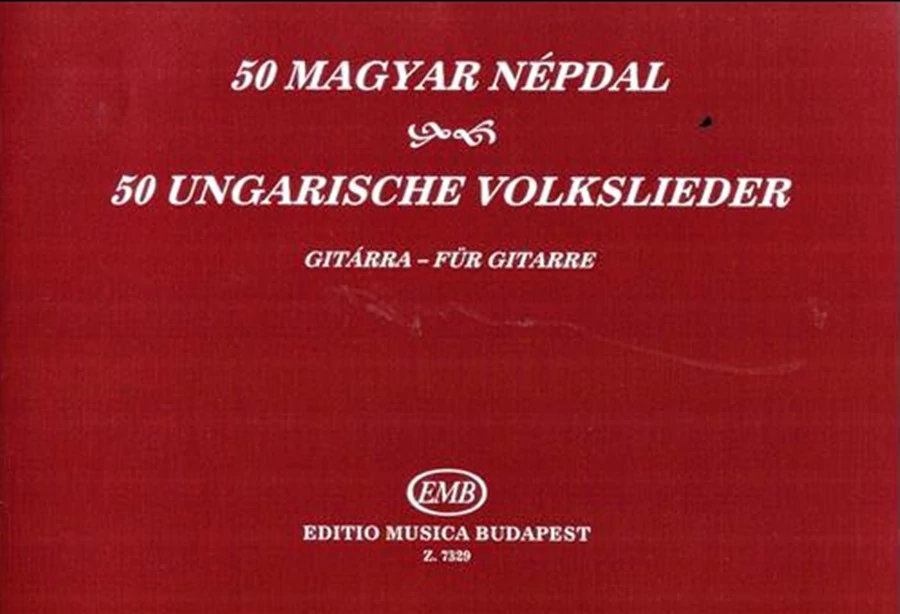 50 MAGYAR NÉPDAL
50 UNGARISCHE VOLKSLIEDER
GITÁRRA – FÜR GITARRE
EMB
EDITIO MUSICA BUDAPEST
Z. 7329